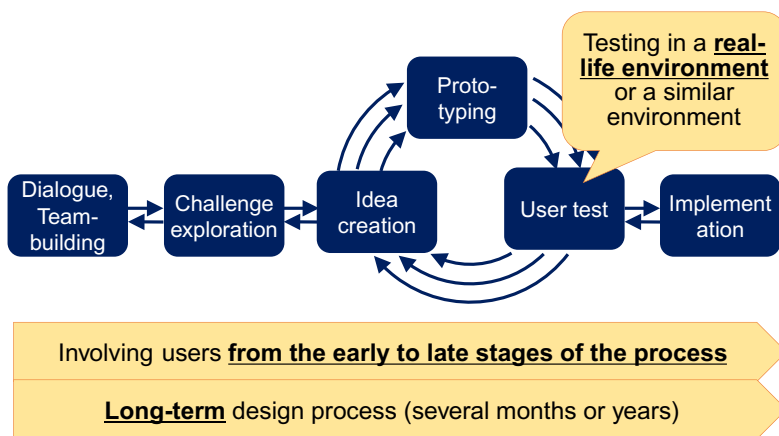 Testing in a real-
life environment
or a similar
environment
Proto-
typing
Dialogue,
Team-
building
Challenge
exploration
Idea
creation
User test
Implement
ation
Involving users from the early to late stages of the process
Long-term design process (several months or years)